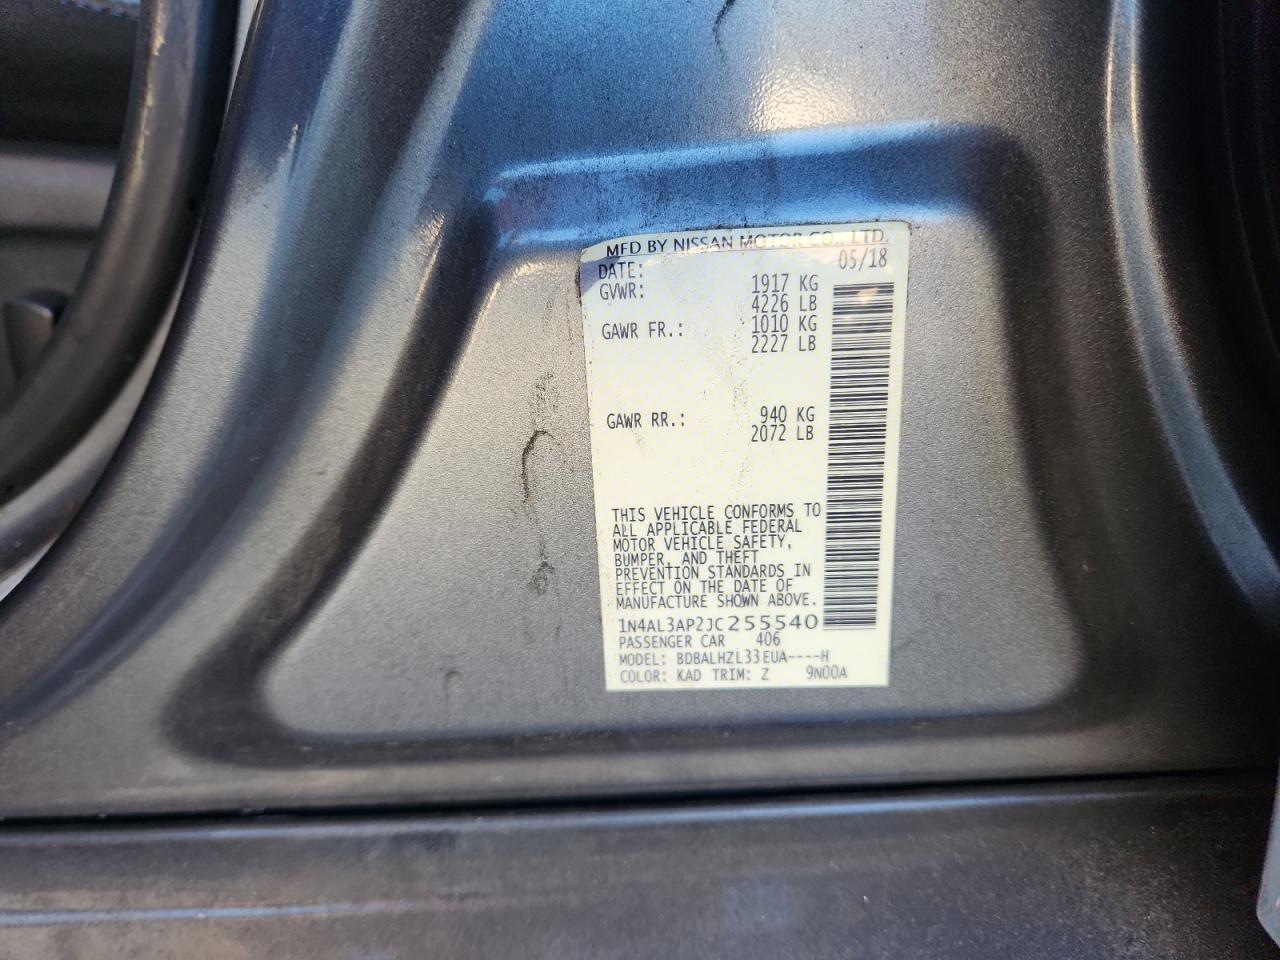 MFD BY NISSAN MOTOR CO., LTD.
DATE: 05/18
GVWR: 1917 KG
4226 LB
GAWR FR.: 1010 KG
2227 LB
GAWR RR.: 940 KG
2072 LB
THIS VEHICLE CONFORMS TO
ALL APPLICABLE FEDERAL
MOTOR VEHICLE SAFETY,
BUMPER, AND THEFT
PREVENTION STANDARDS IN
EFFECT ON THE DATE OF
MANUFACTURE SHOWN ABOVE.
1N4AL3AP2JC255540
PASSENGER CAR 406
MODEL: BDBALHZL33EUA----H
COLOR: KAD TRIM: Z 9N00A